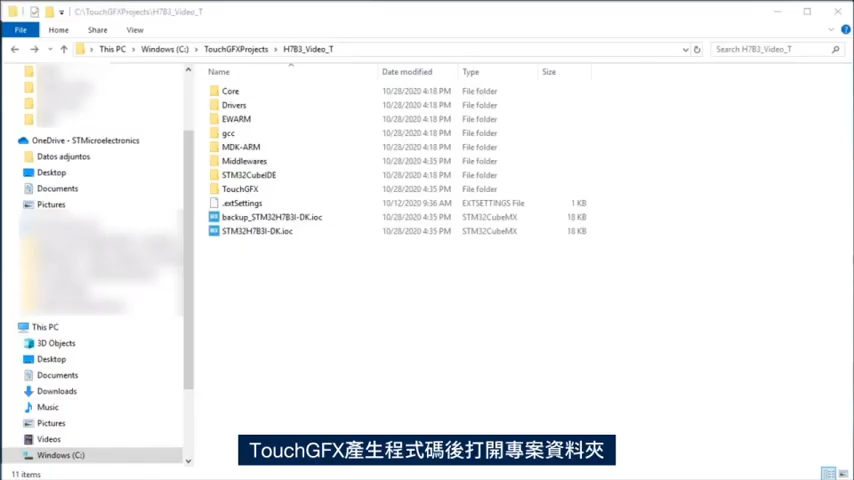 C:\TouchGFXProjects\H7B3_Video_T
File Home Share View
This PC > Windows (C:) > TouchGFXProjects > H7B3_Video_T
Search H7B3_Video_T
Name Date modified Type Size
Core 10/28/2020 4:18 PM File folder
Drivers 10/28/2020 4:18 PM File folder
EWARM 10/28/2020 4:18 PM File folder
gcc 10/28/2020 4:18 PM File folder
MDK-ARM 10/28/2020 4:18 PM File folder
Middlewares 10/28/2020 4:35 PM File folder
STM32CubeIDE 10/28/2020 4:18 PM File folder
TouchGFX 10/28/2020 4:35 PM File folder
.extSettings 10/12/2020 9:36 AM EXTSETTINGS File 1 KB
backup_STM32H7B3I-DK.ioc 10/28/2020 4:35 PM STM32CubeMX 18 KB
STM32H7B3I-DK.ioc 10/28/2020 4:35 PM STM32CubeMX 18 KB
OneDrive - STMicroelectronics
Datos adjuntos
Desktop
Documents
Pictures
This PC
3D Objects
Desktop
Documents
Downloads
Music
Pictures
Videos
Windows (C:)
TouchGFX產生程式碼後打開專案資料夾
11 items